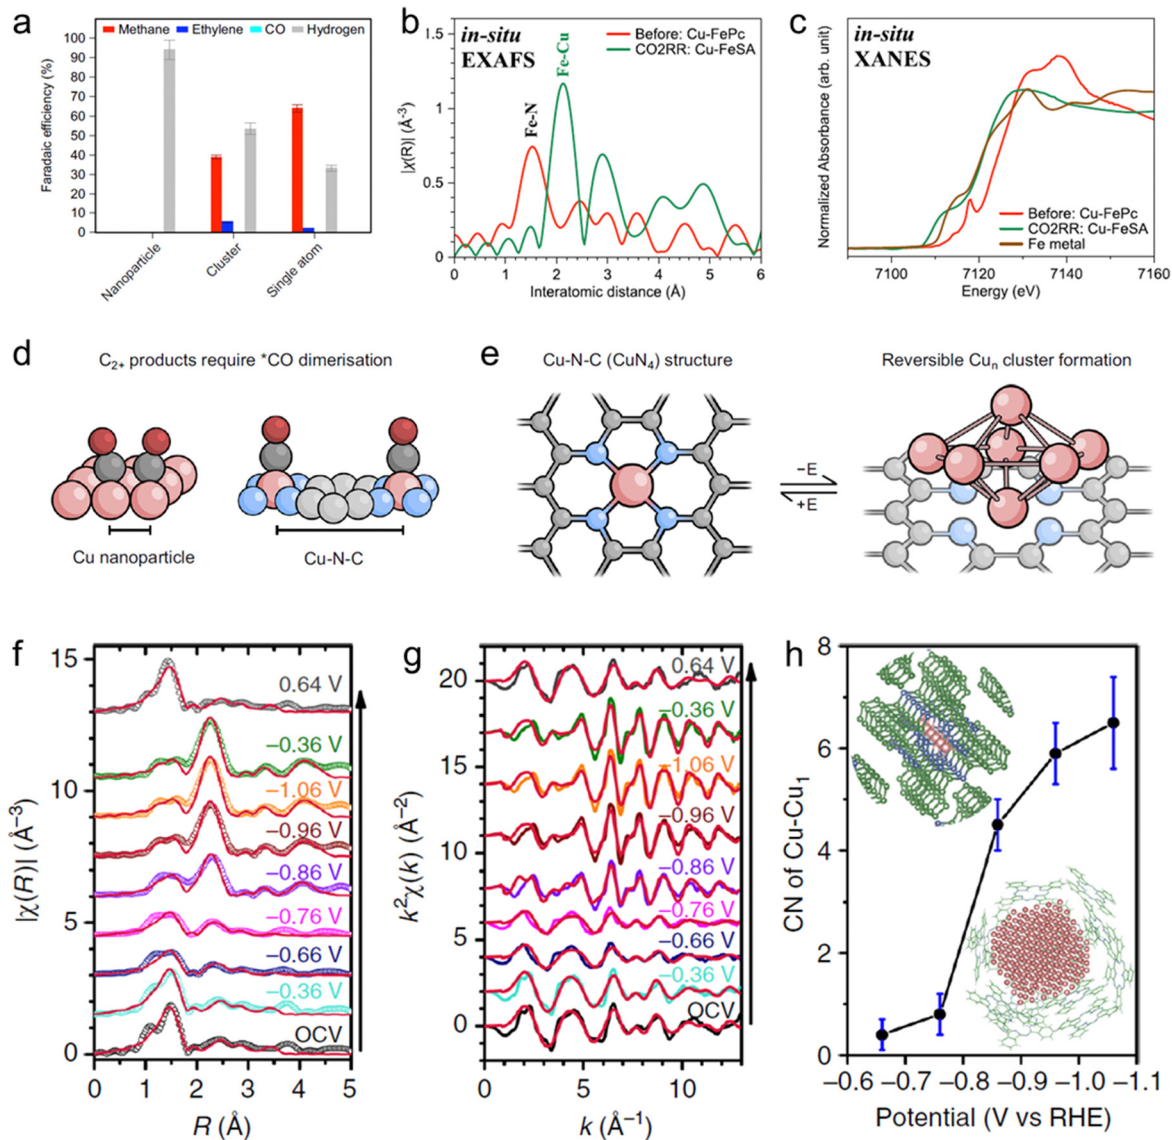 a
Methane
Ethylene
CO
Hydrogen
Faradaic efficiency (%)
100
90
80
70
60
50
40
30
20
10
0
Nanoparticle
Cluster
Single atom
b
in-situ
EXAFS
Before: Cu-FePc
CO2RR: Cu-FeSA
Fe-N
Fe-Cu
|χ(R)| (Å-3)
1.5
1
0.5
0
0 1 2 3 4 5 6
Interatomic distance (Å)
c
in-situ
XANES
Normalized Absorbance (arb. unit)
Before: Cu-FePc
CO2RR: Cu-FeSA
Fe metal
7100 7120 7140 7160
Energy (eV)
d
C2+ products require *CO dimerisation
Cu nanoparticle
Cu-N-C
e
Cu-N-C (CuN4) structure
Reversible Cun cluster formation
−E
+E
f
|χ(R)| (Å−3)
15
10
5
0
0.64 V
−0.36 V
−1.06 V
−0.96 V
−0.86 V
−0.76 V
−0.66 V
−0.36 V
OCV
0 1 2 3 4 5
R (Å)
g
k2χ(k) (Å−2)
20
15
10
5
0
0.64 V
−0.36 V
−1.06 V
−0.96 V
−0.86 V
−0.76 V
−0.66 V
−0.36 V
OCV
0 5 10
k (Å−1)
h
CN of Cu-Cu1
8
6
4
2
0
−0.6 −0.7 −0.8 −0.9 −1.0 −1.1
Potential (V vs RHE)